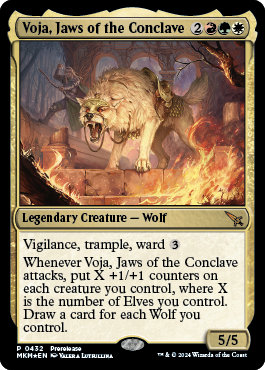 Voja, Jaws of the Conclave 2
Legendary Creature — Wolf
Vigilance, trample, ward 3
Whenever Voja, Jaws of the Conclave
attacks, put X +1/+1 counters
on each creature you control, where X
is the number of Elves you control.
Draw a card for each Wolf you
control.
5/5
P 0432 Prerelease
MKM★EN Valera Lutfullina
™ & © 2024 Wizards of the Coast